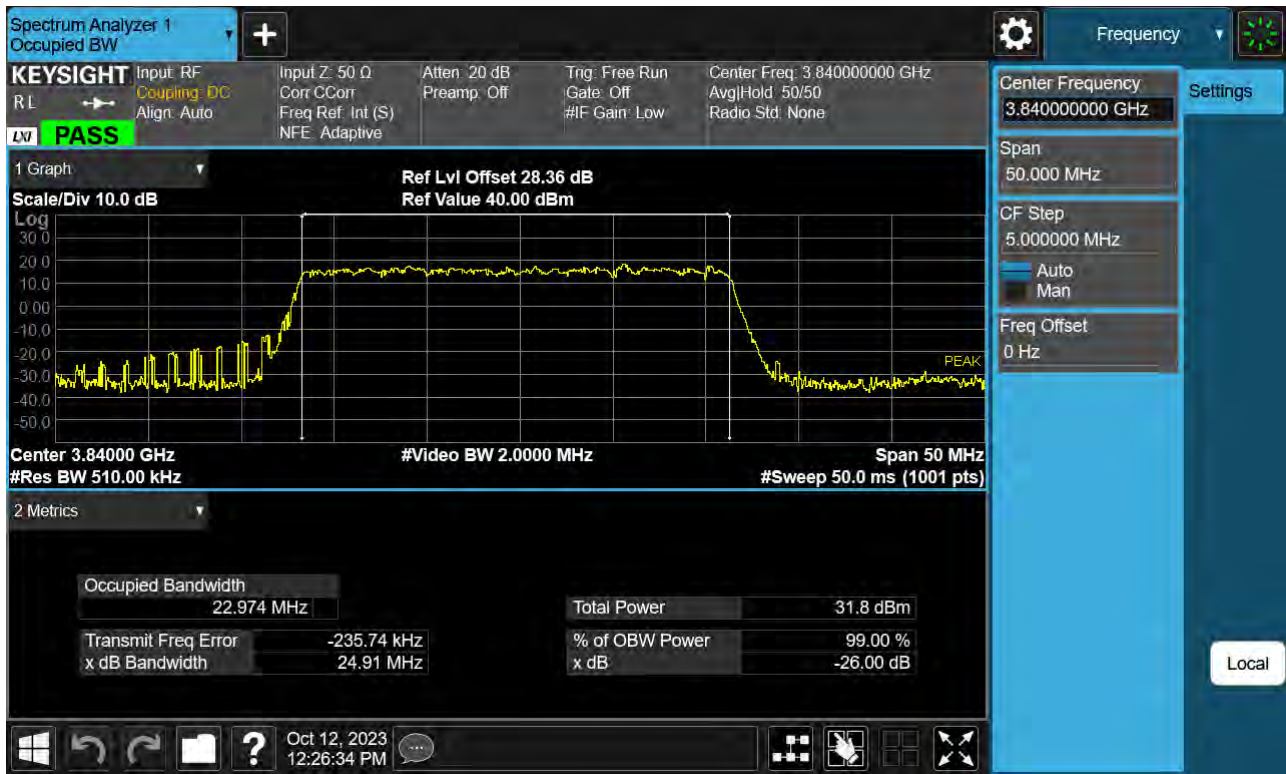 Spectrum Analyzer 1
Occupied BW
+
Frequency
KEYSIGHT
RL
LXI
PASS
Input: RF
Coupling: DC
Align: Auto
Input Z: 50 Ω
Corr CCorr
Freq Ref: Int (S)
NFE: Adaptive
Atten: 20 dB
Preamp: Off
Trig: Free Run
Gate: Off
#IF Gain: Low
Center Freq: 3.840000000 GHz
Avg|Hold: 50/50
Radio Std: None
Center Frequency
3.840000000 GHz
Settings
Span
50.000 MHz
CF Step
5.000000 MHz
Auto
Man
Freq Offset
0 Hz
1 Graph
Scale/Div 10.0 dB
Ref Lvl Offset 28.36 dB
Ref Value 40.00 dBm
Log
30.0
20.0
10.0
0.00
-10.0
-20.0
-30.0
-40.0
-50.0
PEAK
Center 3.84000 GHz
#Video BW 2.0000 MHz
Span 50 MHz
#Res BW 510.00 kHz
#Sweep 50.0 ms (1001 pts)
2 Metrics
Occupied Bandwidth
22.974 MHz
Total Power 31.8 dBm
Transmit Freq Error -235.74 kHz
% of OBW Power 99.00 %
x dB Bandwidth 24.91 MHz
x dB -26.00 dB
Local
?
Oct 12, 2023
12:26:34 PM